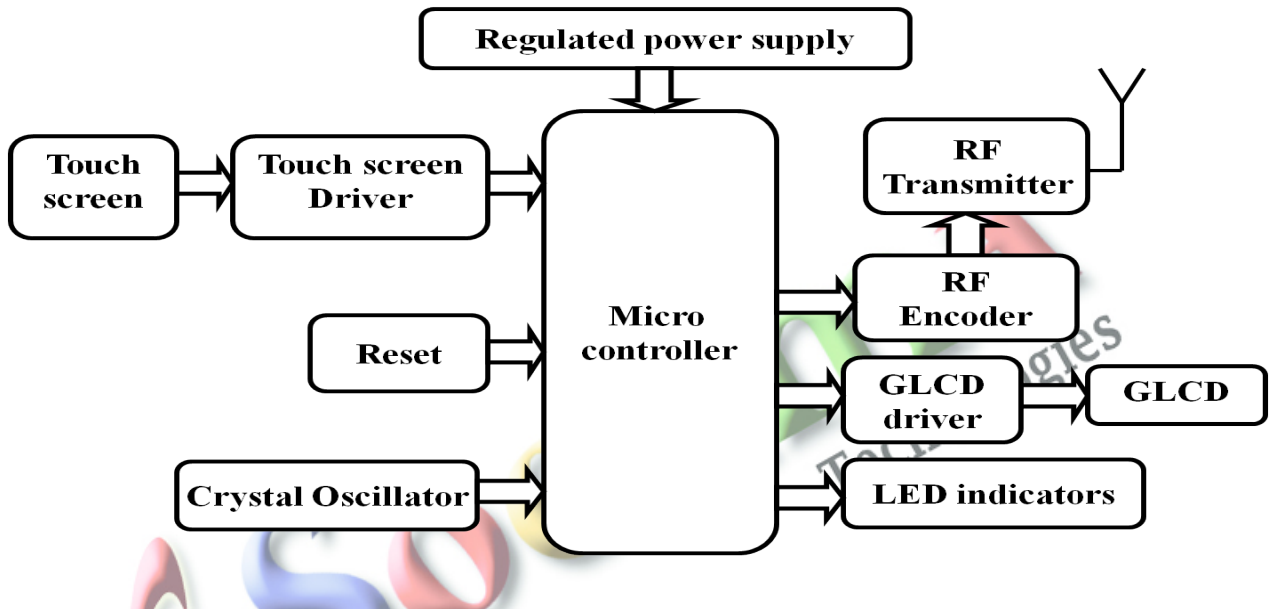 Regulated power supply
Touch
screen
Touch screen
Driver
RF
Transmitter
RF
Encoder
Micro
controller
Reset
GLCD
driver
GLCD
Crystal Oscillator
LED indicators